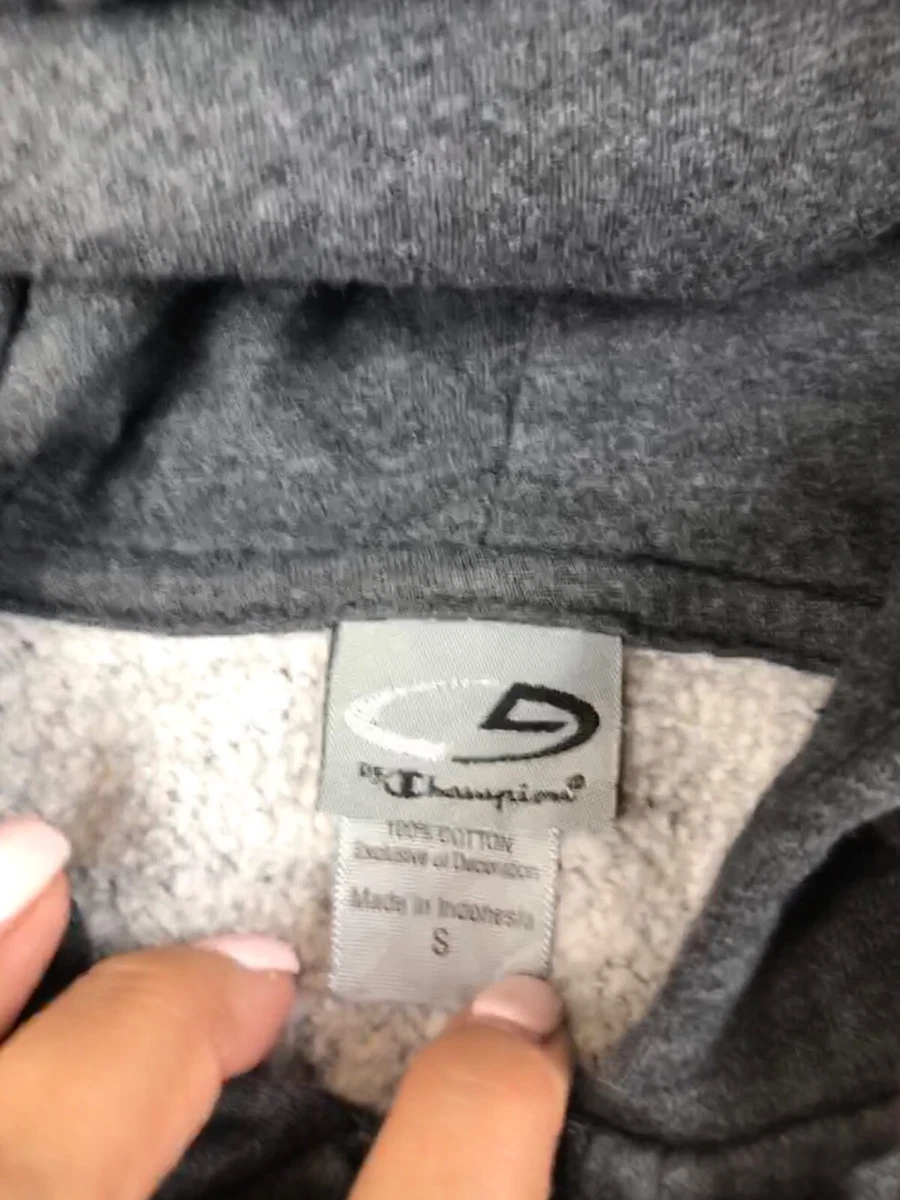 BY Champion®
100% COTTON
Exclusive of Decoration
Made in Indonesia
S